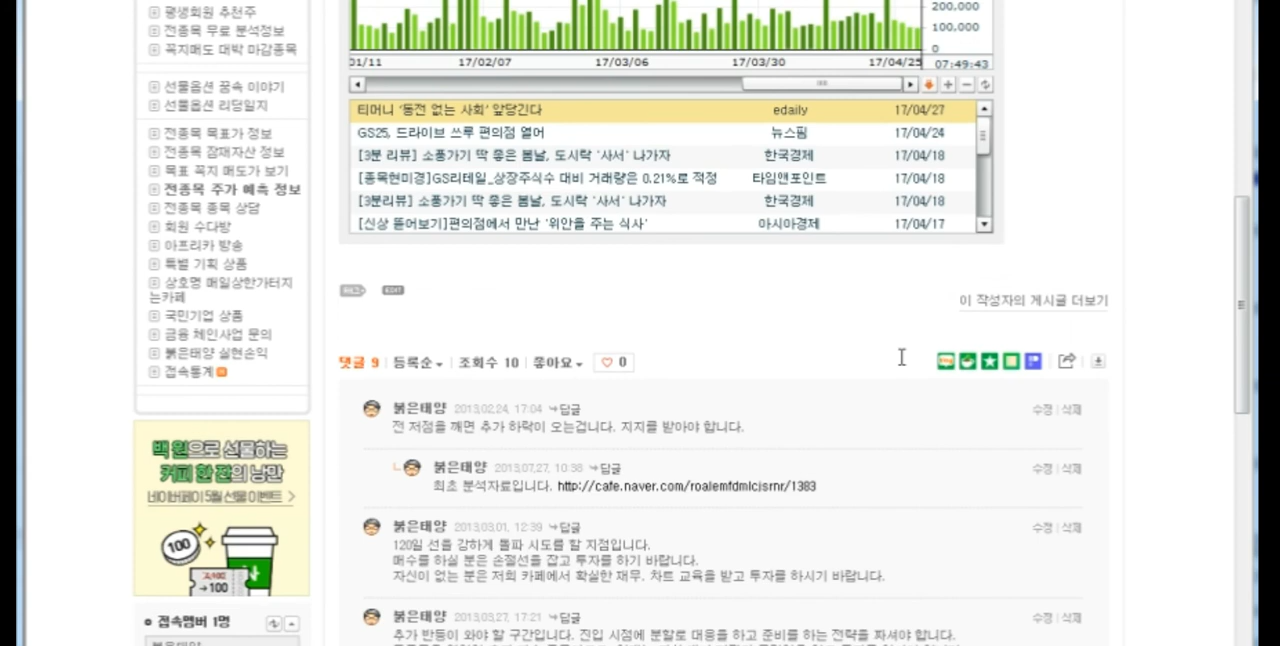 평생회원 추천주
전종목 무료 분석정보
꼭지매도 대박 마감종목
선물옵션 꿈속 이야기
선물옵션 리딩일지
전종목 목표가 정보
전종목 잠재자산 정보
목표 꼭지 매도가 보기
전종목 주가 예측 정보
전종목 종목 상담
회원 수다방
아프리카 방송
특별 기획 상품
상호명 매일상한가터지
는카페
국민기업 상품
금융 체인사업 문의
붉은태양 실현손익
접속통계
백 원으로 선물하는
커피 한 잔의 낭만
네이버페이 5월 선물이벤트 >
100
→100
접속멤버 1명
붉은태양
200,000
100,000
0
01/11 17/02/07 17/03/06 17/03/30 17/04/25 07:49:43
티머니 '동전 없는 사회' 앞당긴다 edaily 17/04/27
GS25, 드라이브 쓰루 편의점 열어 뉴스핌 17/04/24
[3분 리뷰] 소풍가기 딱 좋은 봄날, 도시락 '사서' 나가자 한국경제 17/04/18
[종목현미경]GS리테일_상장주식수 대비 거래량은 0.21%로 적정 타임앤포인트 17/04/18
[3분리뷰] 소풍가기 딱 좋은 봄날, 도시락 '사서' 나가자 한국경제 17/04/18
[신상 뜯어보기]편의점에서 만난 '위안을 주는 식사' 아시아경제 17/04/17
태그 EDIT
이 작성자의 게시글 더보기
댓글 9 등록순 조회수 10 좋아요 0
붉은태양 2013.02.24. 17:04 답글 수정 삭제
전 저점을 깨면 추가 하락이 오는겁니다. 지지를 받아야 합니다.
붉은태양 2013.07.27. 10:38 답글 수정 삭제
최초 분석자료입니다. http://cafe.naver.com/roalemfdmlcjsrnr/1383
붉은태양 2013.03.01. 12:39 답글 수정 삭제
120일 선을 강하게 돌파 시도를 할 지점입니다.
매수를 하실 분은 손절선을 잡고 투자를 하기 바랍니다.
자신이 없는 분은 저희 카페에서 확실한 재무. 차트 교육을 받고 투자를 하시기 바랍니다.
붉은태양 2013.03.27. 17:21 답글 수정 삭제
추가 반등이 와야 할 구간입니다. 진입 시점에 분할로 대응을 하고 준비를 하는 전략을 짜셔야 합니다.